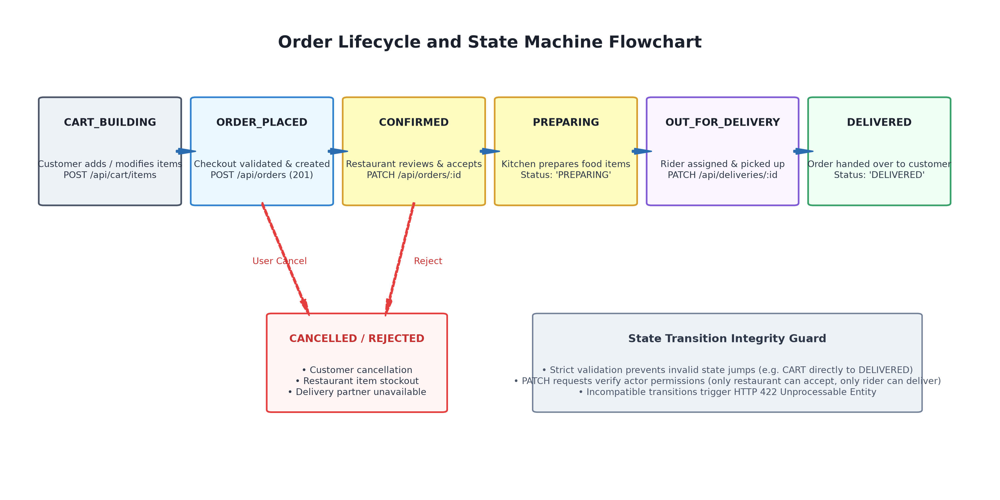 Order Lifecycle and State Machine Flowchart
CART_BUILDING
Customer adds / modifies items
POST /api/cart/items
ORDER_PLACED
Checkout validated & created
POST /api/orders (201)
CONFIRMED
Restaurant reviews & accepts
PATCH /api/orders/:id
PREPARING
Kitchen prepares food items
Status: 'PREPARING'
OUT_FOR_DELIVERY
Rider assigned & picked up
PATCH /api/deliveries/:id
DELIVERED
Order handed over to customer
Status: 'DELIVERED'
User Cancel
Reject
CANCELLED / REJECTED
• Customer cancellation
• Restaurant item stockout
• Delivery partner unavailable
State Transition Integrity Guard
• Strict validation prevents invalid state jumps (e.g. CART directly to DELIVERED)
• PATCH requests verify actor permissions (only restaurant can accept, only rider can deliver)
• Incompatible transitions trigger HTTP 422 Unprocessable Entity